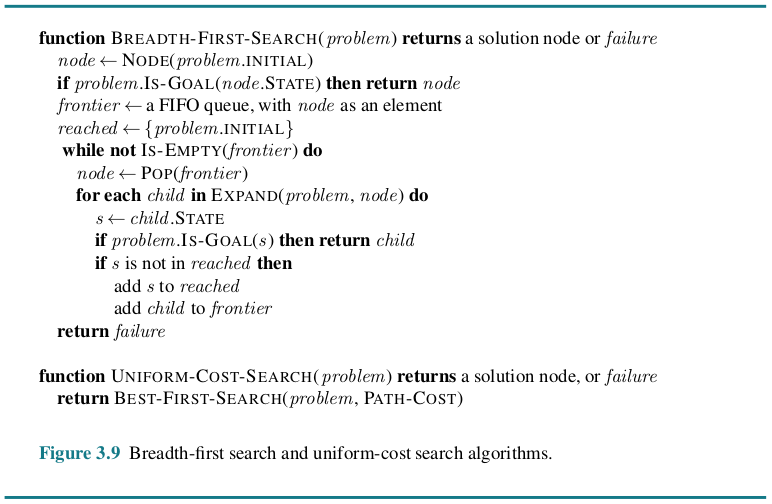 function BREADTH-FIRST-SEARCH(problem) returns a solution node or failure
node ← NODE(problem.INITIAL)
if problem.IS-GOAL(node.STATE) then return node
frontier ← a FIFO queue, with node as an element
reached ← {problem.INITIAL}
while not IS-EMPTY(frontier) do
node ← POP(frontier)
for each child in EXPAND(problem, node) do
s ← child.STATE
if problem.IS-GOAL(s) then return child
if s is not in reached then
add s to reached
add child to frontier
return failure
function UNIFORM-COST-SEARCH(problem) returns a solution node, or failure
return BEST-FIRST-SEARCH(problem, PATH-COST)
Figure 3.9 Breadth-first search and uniform-cost search algorithms.